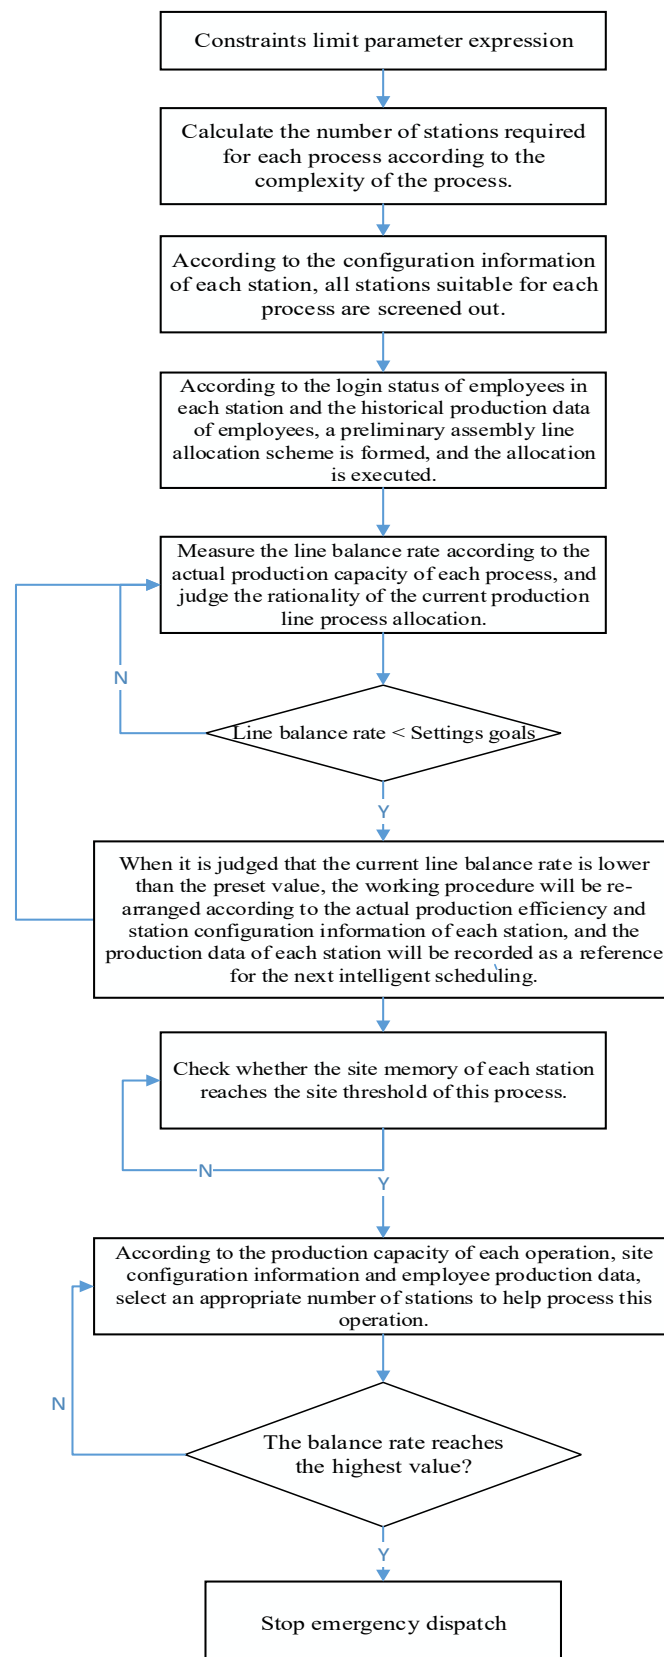 Constraints limit parameter expression
Calculate the number of stations required
for each process according to the
complexity of the process.
According to the configuration information
of each station, all stations suitable for each
process are screened out.
According to the login status of employees in
each station and the historical production data
of employees, a preliminary assembly line
allocation scheme is formed, and the allocation
is executed.
Measure the line balance rate according to the
actual production capacity of each process, and
judge the rationality of the current production
line process allocation.
N
Line balance rate < Settings goals
Y
When it is judged that the current line balance rate is lower
than the preset value, the working procedure will be re-
arranged according to the actual production efficiency and
station configuration information of each station, and the
production data of each station will be recorded as a reference
for the next intelligent scheduling.
Check whether the site memory of each station
reaches the site threshold of this process.
N
Y
According to the production capacity of each operation, site
configuration information and employee production data,
select an appropriate number of stations to help process this
operation.
N
The balance rate reaches
the highest value?
Y
Stop emergency dispatch